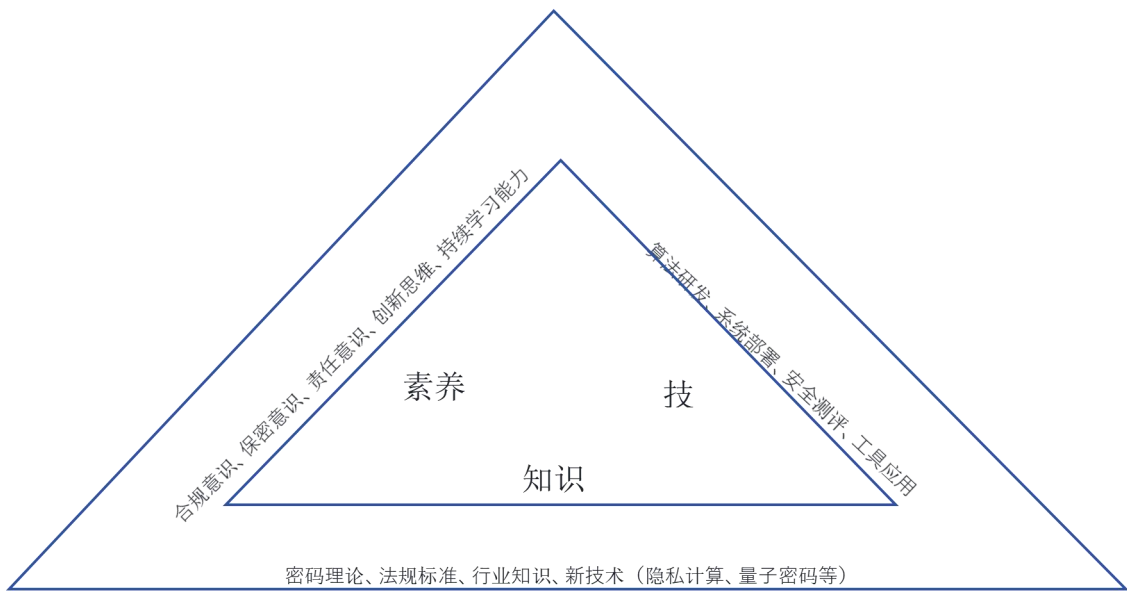 合规意识、保密意识、责任意识、创新思维、持续学习能力
算法研发、系统部署、安全测评、工具应用
素养
技
知识
密码理论、法规标准、行业知识、新技术（隐私计算、量子密码等）